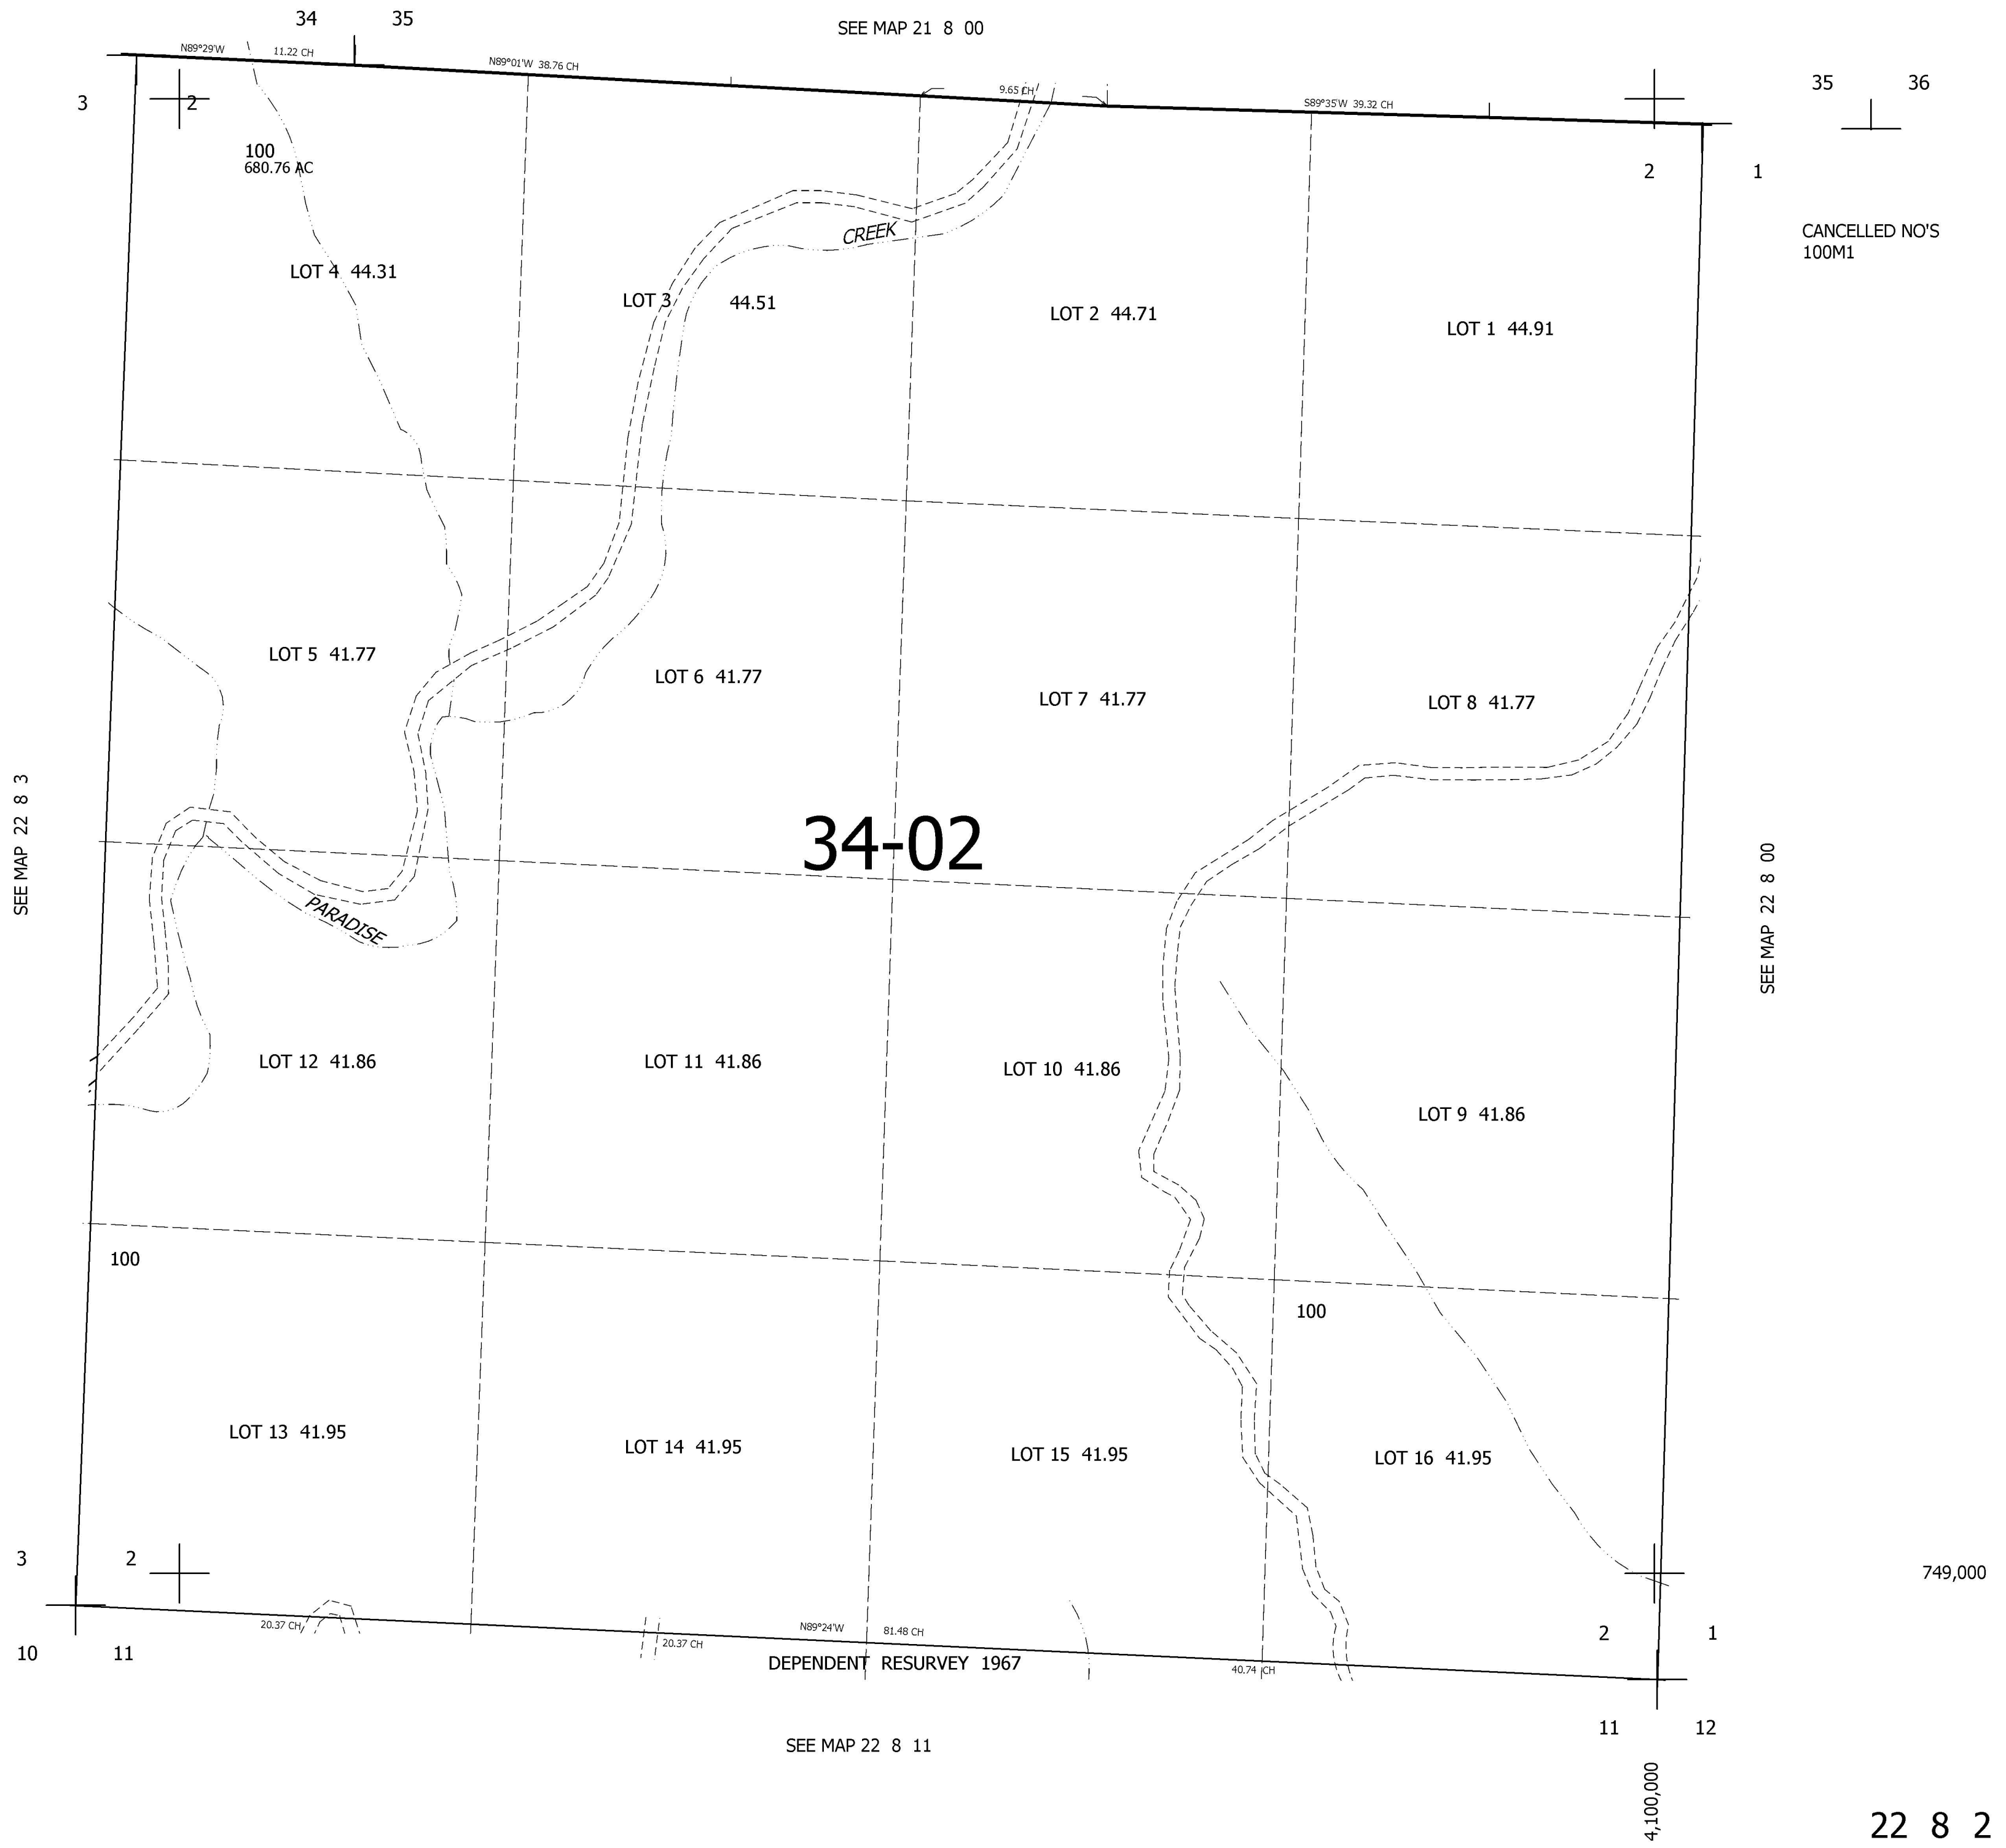 34 35
SEE MAP 21 8 00
N89°29'W 11.22 CH
N89°01'W 38.76 CH
9.65 CH
S89°35'W 39.32 CH
35 36
3 2
2 1
100
680.76 AC
CANCELLED NO'S
100M1
CREEK
LOT 4 44.31
LOT 3 44.51
LOT 2 44.71
LOT 1 44.91
LOT 5 41.77
LOT 6 41.77
LOT 7 41.77
LOT 8 41.77
SEE MAP 22 8 3
34-02
SEE MAP 22 8 00
PARADISE
LOT 12 41.86
LOT 11 41.86
LOT 10 41.86
LOT 9 41.86
100
100
LOT 13 41.95
LOT 14 41.95
LOT 15 41.95
LOT 16 41.95
3 2
749,000
20.37 CH
20.37 CH
N89°24'W 81.48 CH
40.74 CH
2 1
10 11
DEPENDENT RESURVEY 1967
11 12
SEE MAP 22 8 11
4,100,000
22 8 2